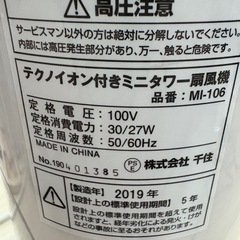 高圧注意
サービスマン以外の方は、絶対に分解しないでください。
内部には高圧発生部分があり、万一、触ると危険です。
テクノイオン付きミニタワー扇風機
品番：MI-106
定格電圧：100V
定格消費電力：30/27W
定格周波数：50/60Hz
MADE IN CHINA
No.190401385
PSE 株式会社 千住
【製造年】2019年
【設計上の標準使用期間】5年
設計上の標準使用期間を超えて使用されますと、
経年劣化による発火・けが